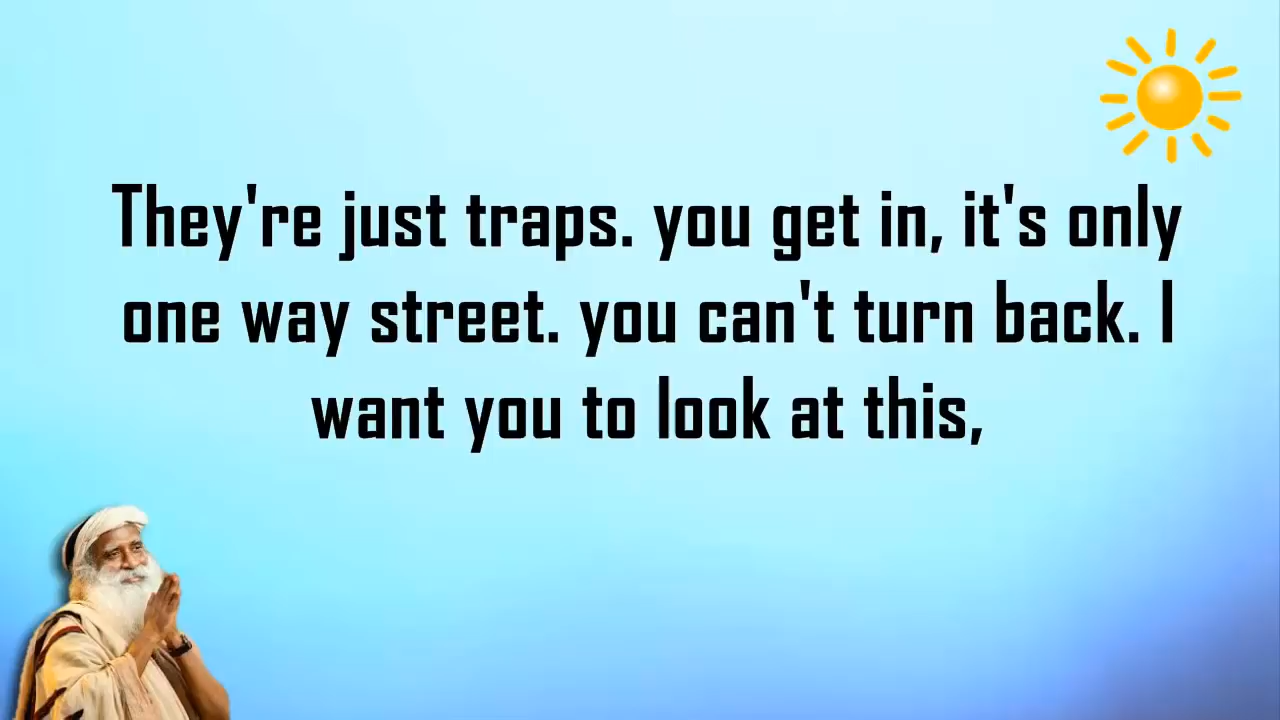 They're just traps. you get in, it's only
one way street. you can't turn back. I
want you to look at this,